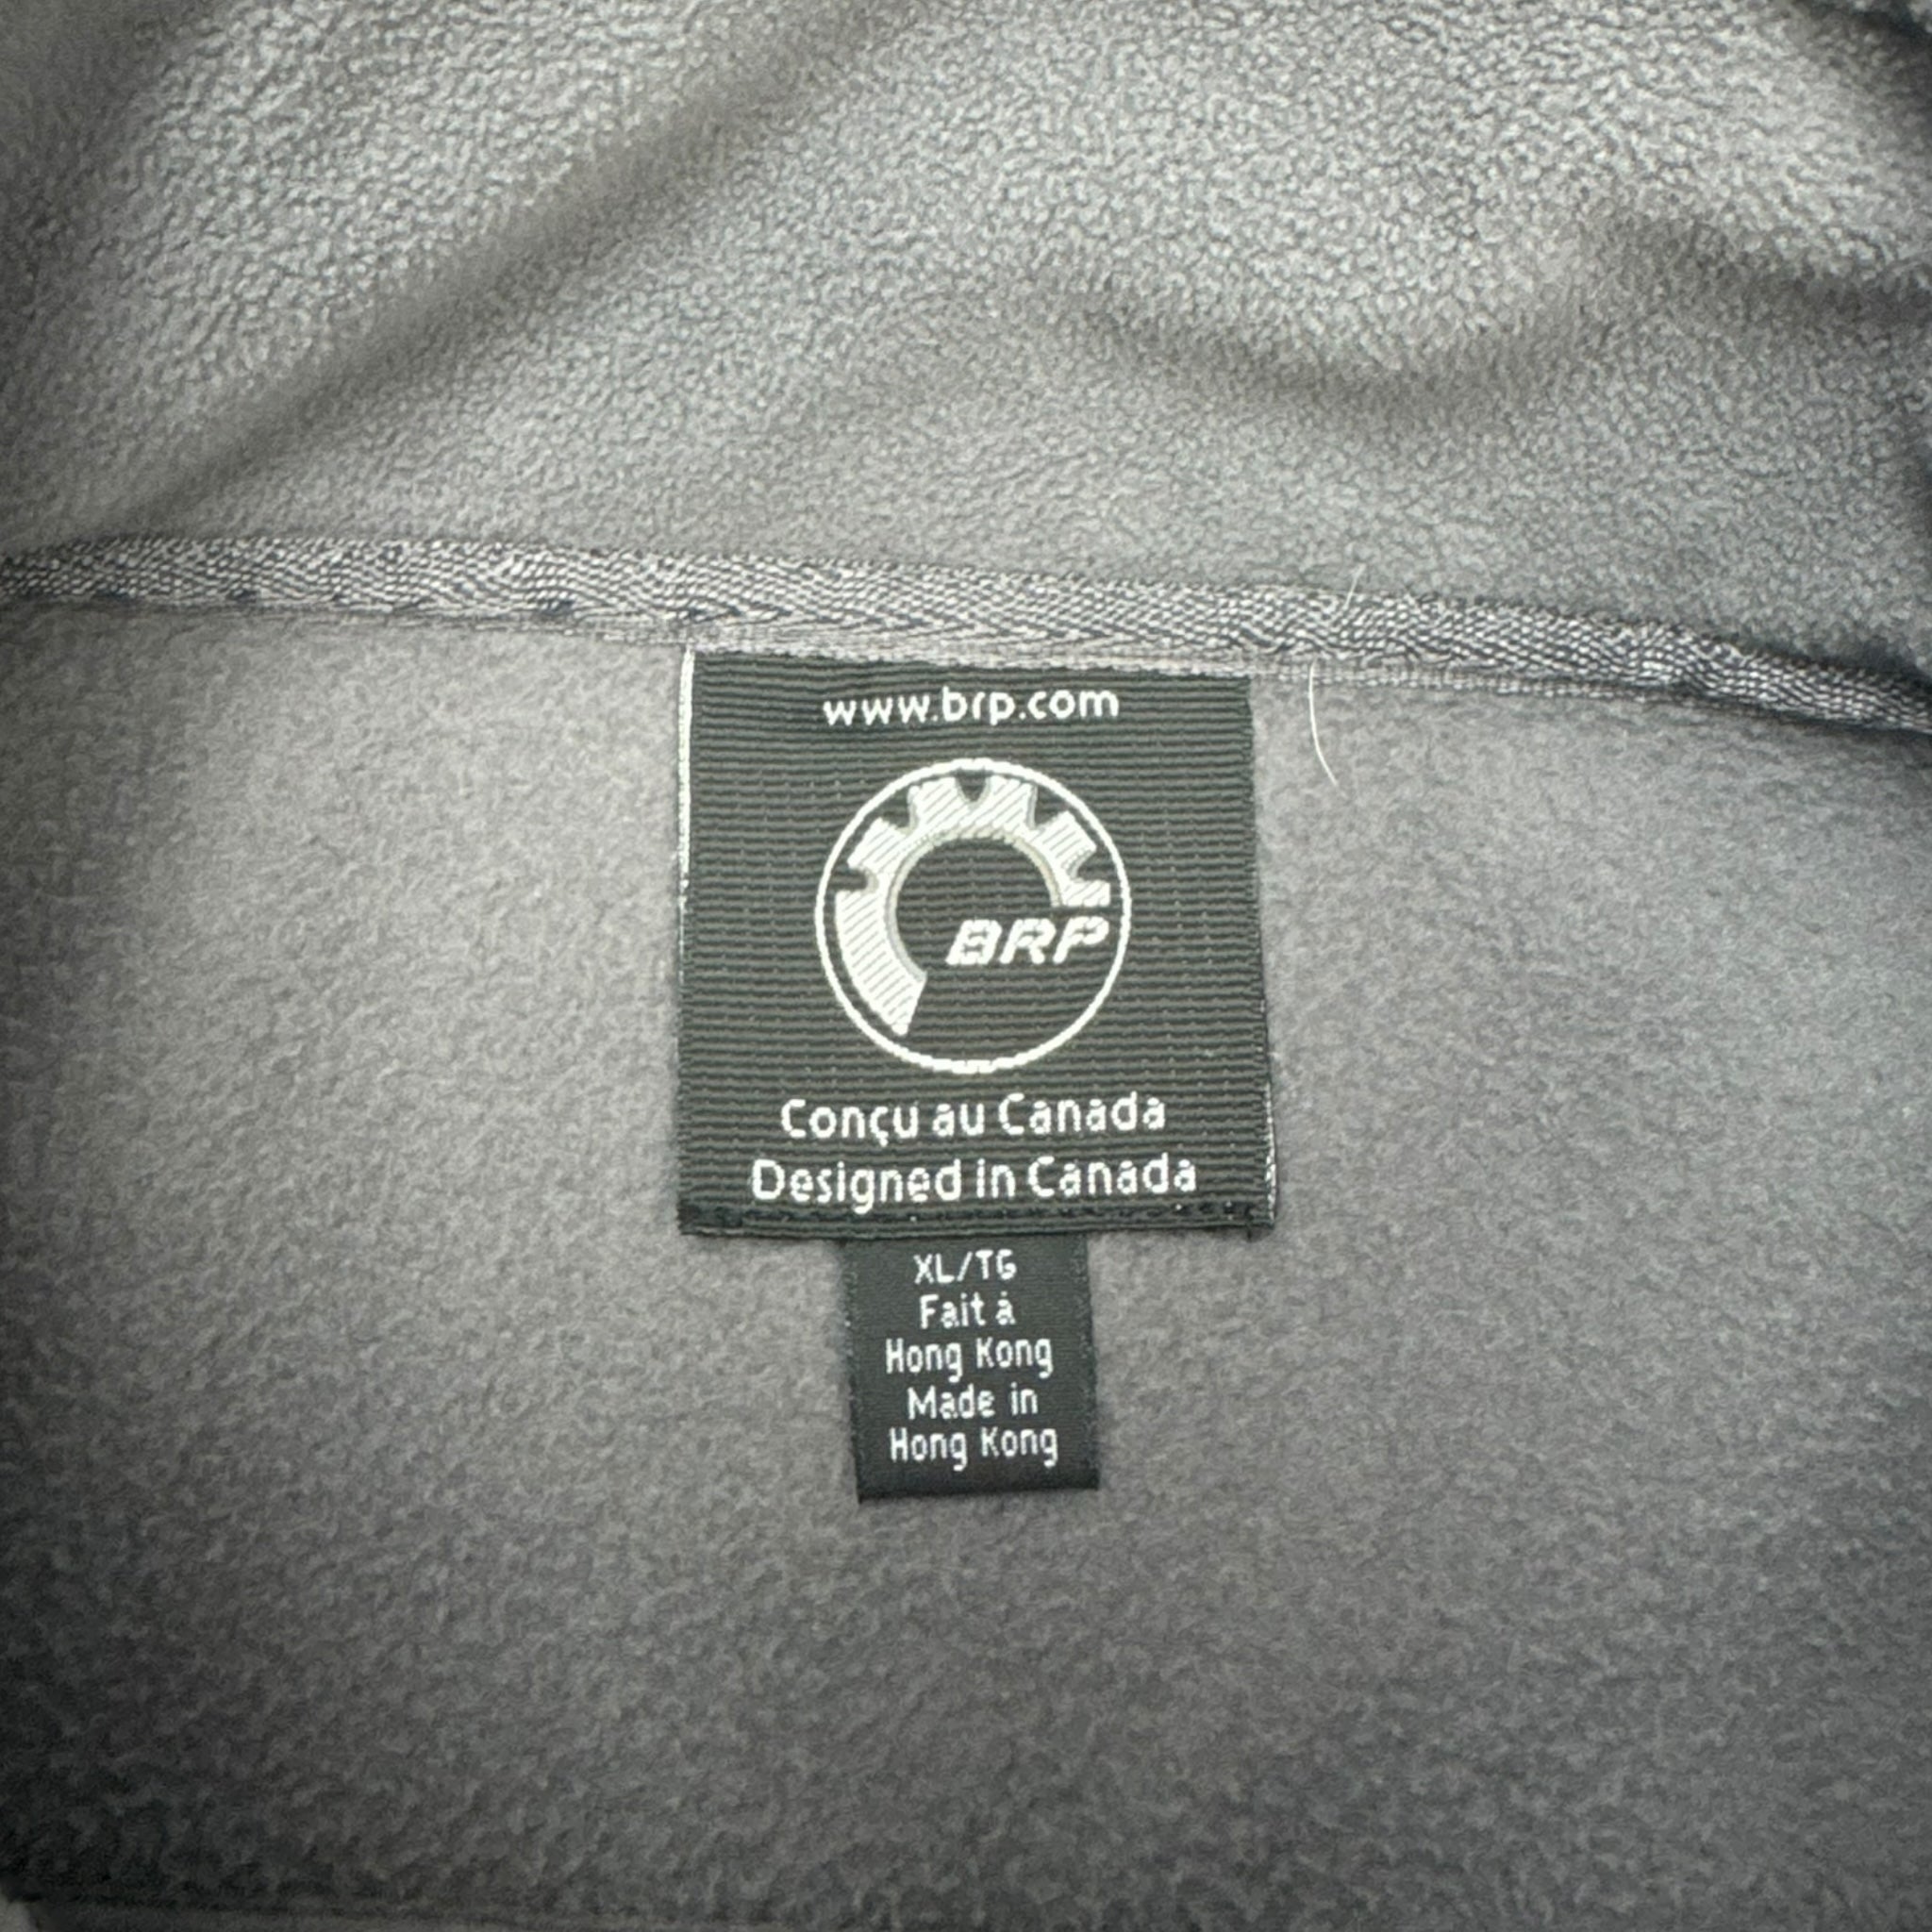 www.brp.com
BRP
Conçu au Canada
Designed in Canada
XL/TG
Fait à
Hong Kong
Made in
Hong Kong